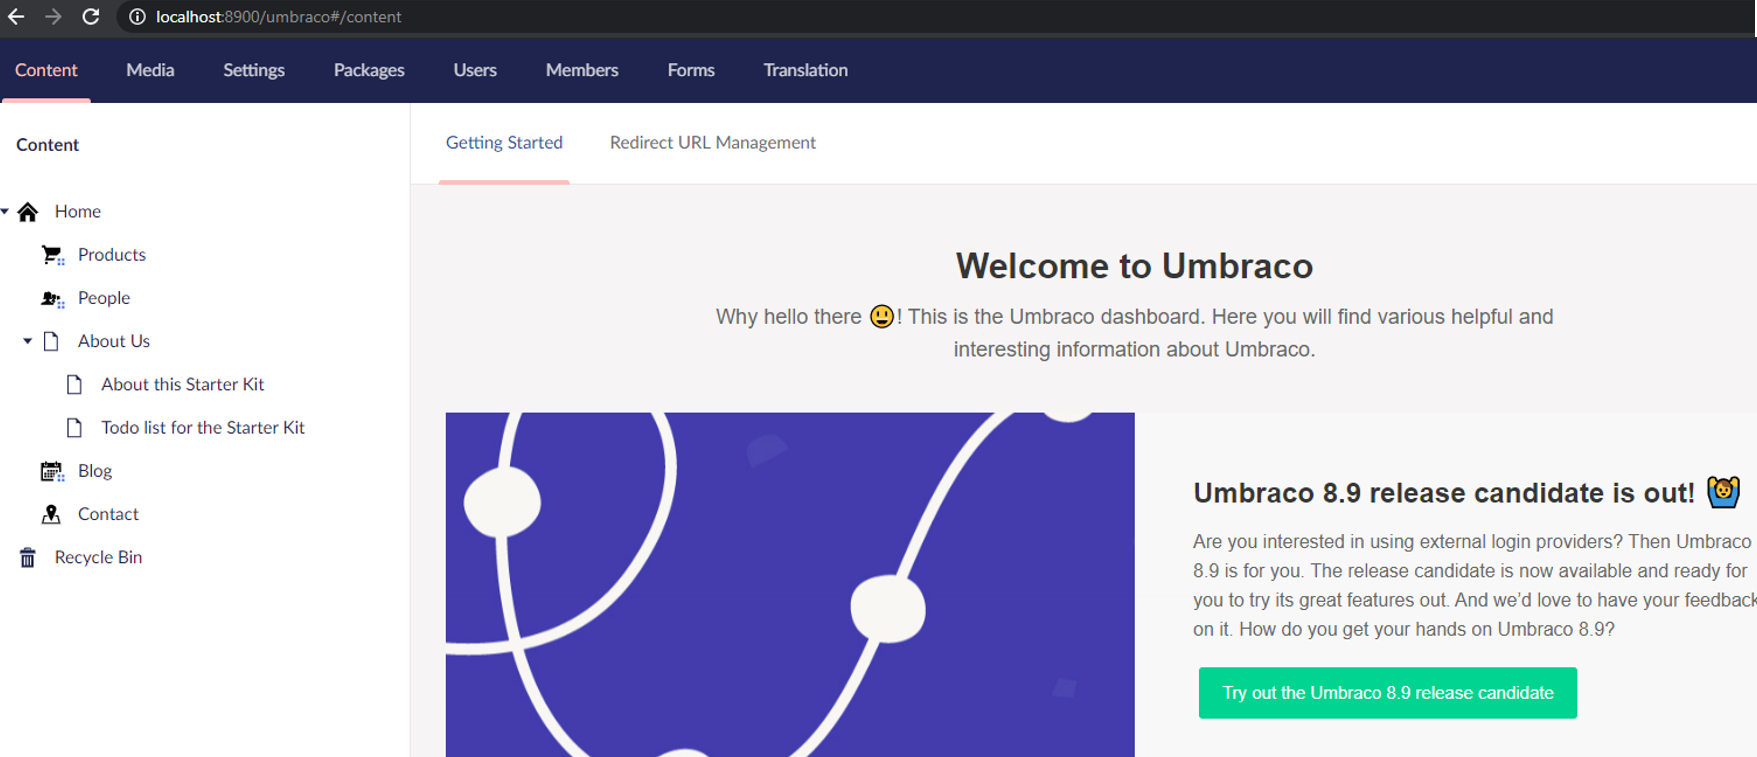 localhost:8900/umbraco#/content
Content Media Settings Packages Users Members Forms Translation
Content
Home
Products
People
About Us
About this Starter Kit
Todo list for the Starter Kit
Blog
Contact
Recycle Bin
Getting Started Redirect URL Management
Welcome to Umbraco
Why hello there 😃! This is the Umbraco dashboard. Here you will find various helpful and
interesting information about Umbraco.
Umbraco 8.9 release candidate is out! 🙆‍♂️
Are you interested in using external login providers? Then Umbraco
8.9 is for you. The release candidate is now available and ready for
you to try its great features out. And we’d love to have your feedback
on it. How do you get your hands on Umbraco 8.9?
Try out the Umbraco 8.9 release candidate